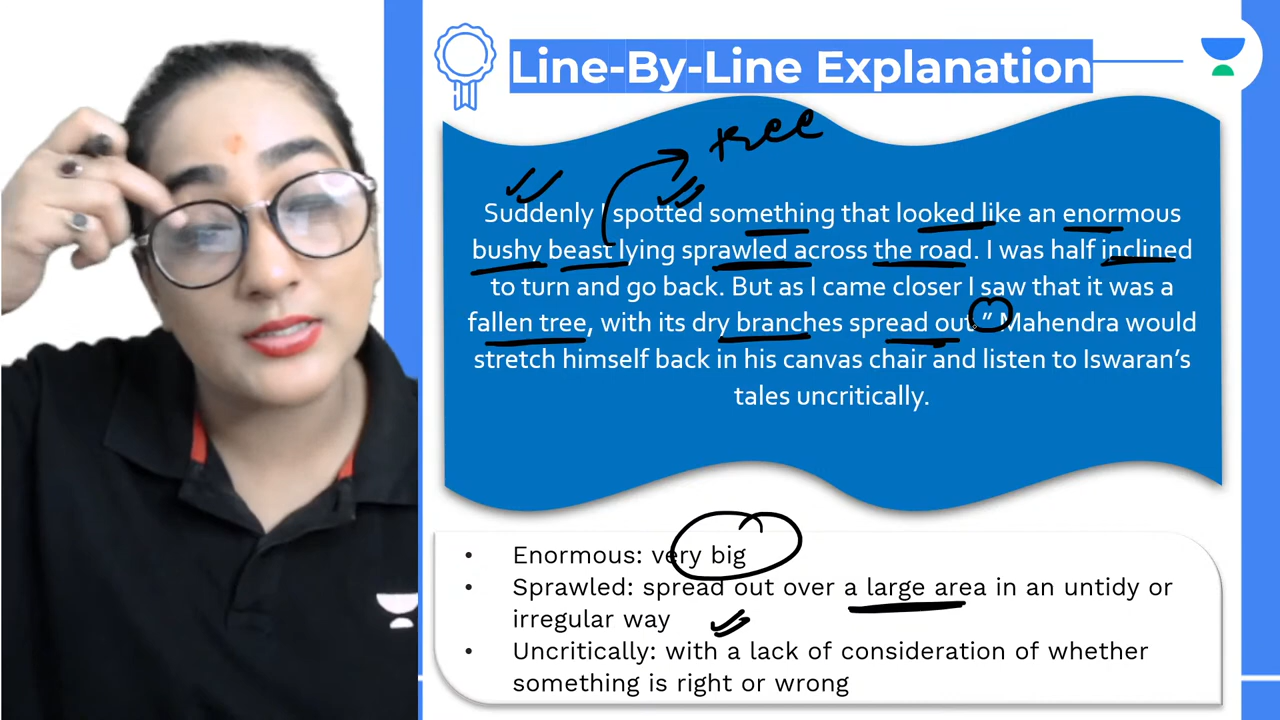 Line-By-Line Explanation
tree
Suddenly I spotted something that looked like an enormous
bushy beast lying sprawled across the road. I was half inclined
to turn and go back. But as I came closer I saw that it was a
fallen tree, with its dry branches spread out.” Mahendra would
stretch himself back in his canvas chair and listen to Iswaran’s
tales uncritically.
• Enormous: very big
• Sprawled: spread out over a large area in an untidy or
irregular way
• Uncritically: with a lack of consideration of whether
something is right or wrong